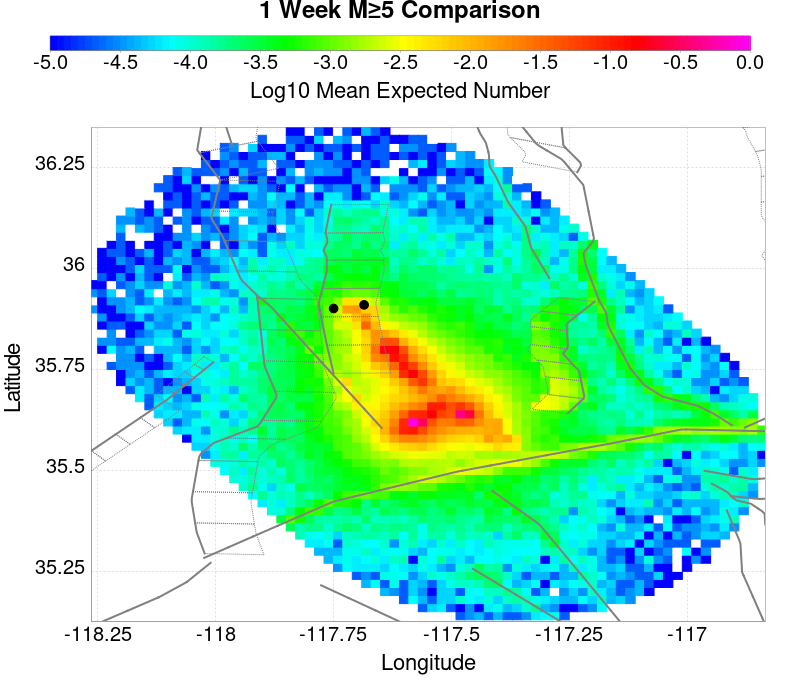 1 Week M≥5 Comparison
-5.0 -4.5 -4.0 -3.5 -3.0 -2.5 -2.0 -1.5 -1.0 -0.5 0.0
Log10 Mean Expected Number
36.25
36
35.75
35.5
35.25
Latitude
-118.25 -118 -117.75 -117.5 -117.25 -117
Longitude